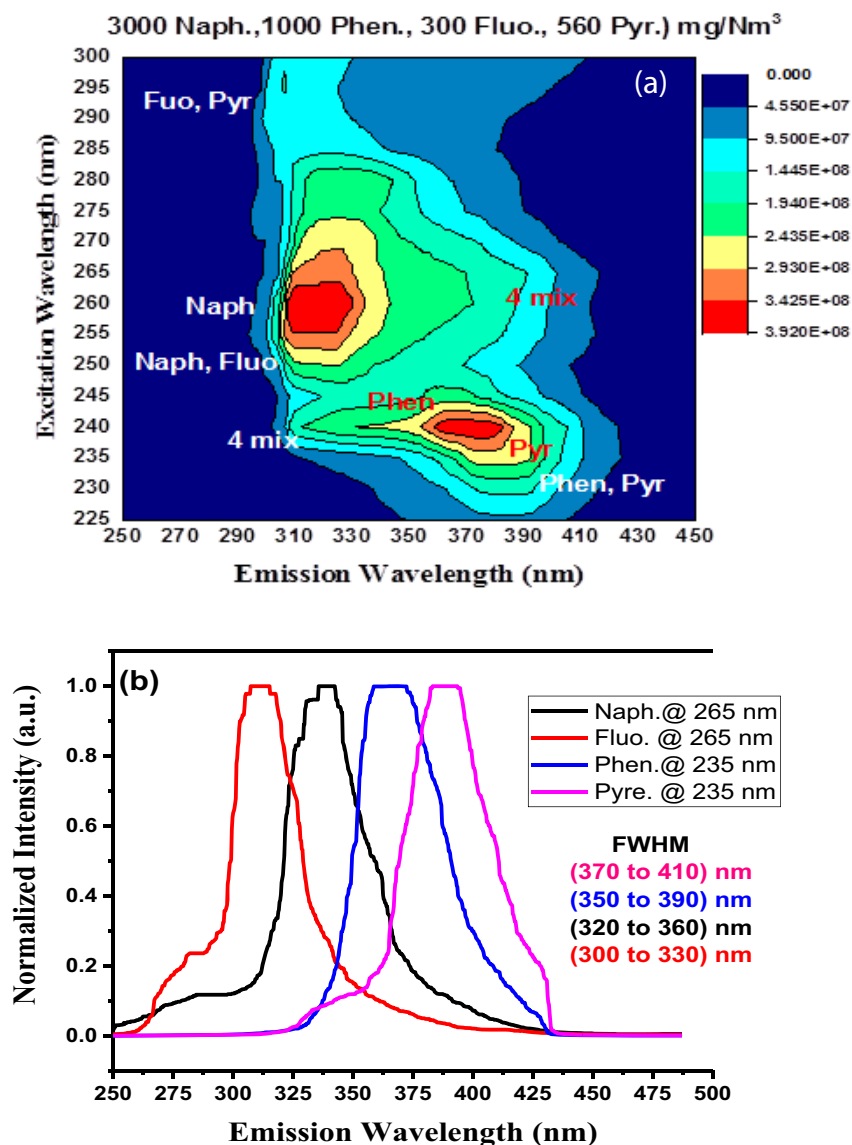 3000 Naph.,1000 Phen., 300 Fluo., 560 Pyr.) mg/Nm³
(a)
300
295
290
285
280
275
270
265
260
255
250
245
240
235
230
225
Excitation Wavelength (nm)
Fuo, Pyr
Naph
Naph, Fluo
4 mix
4 mix
Phen
Pyr
Phen, Pyr
0.000
4.550E+07
9.500E+07
1.445E+08
1.940E+08
2.435E+08
2.930E+08
3.425E+08
3.920E+08
250 290 310 330 350 370 390 410 430 450
Emission Wavelength (nm)
(b)
1.0
0.8
0.6
0.4
0.2
0.0
Normalized Intensity (a.u.)
Naph.@ 265 nm
Fluo. @ 265 nm
Phen.@ 235 nm
Pyre. @ 235 nm
FWHM
(370 to 410) nm
(350 to 390) nm
(320 to 360) nm
(300 to 330) nm
250 275 300 325 350 375 400 425 450 475 500
Emission Wavelength (nm)